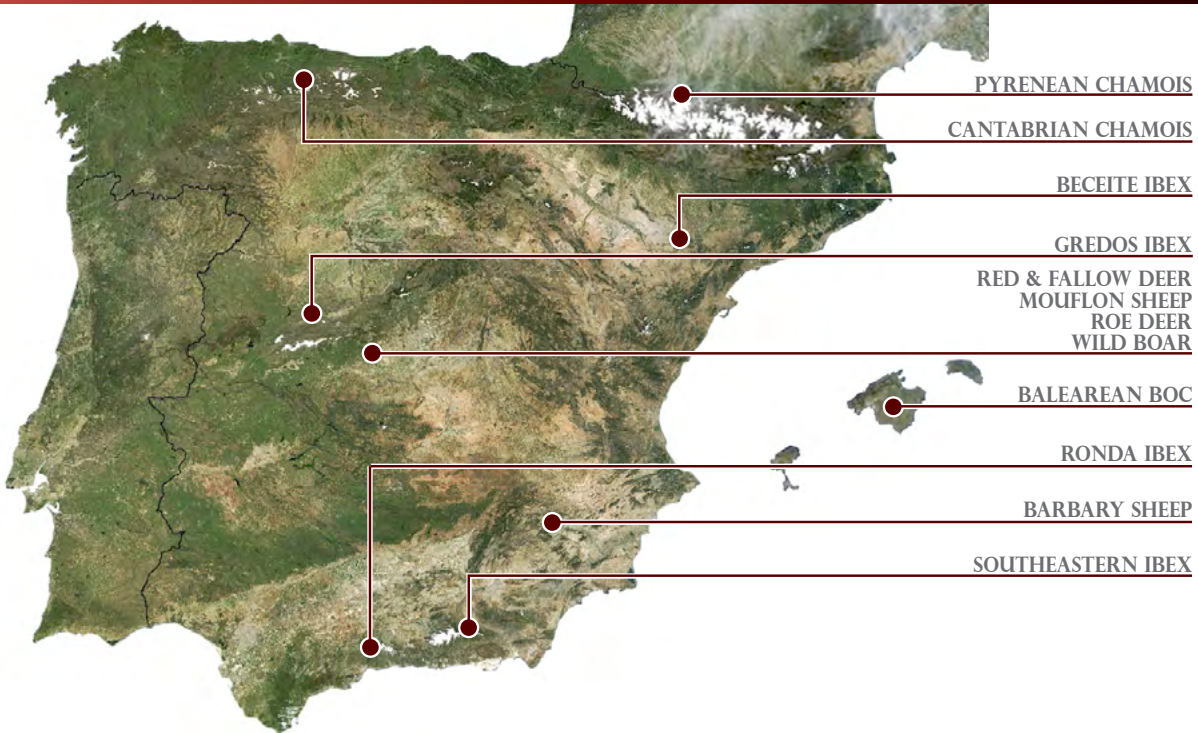 PYRENEAN CHAMOIS
CANTABRIAN CHAMOIS
BECEITE IBEX
GREDOS IBEX
RED & FALLOW DEER
MOUFLON SHEEP
ROE DEER
WILD BOAR
BALEAREAN BOC
RONDA IBEX
BARBARY SHEEP
SOUTHEASTERN IBEX